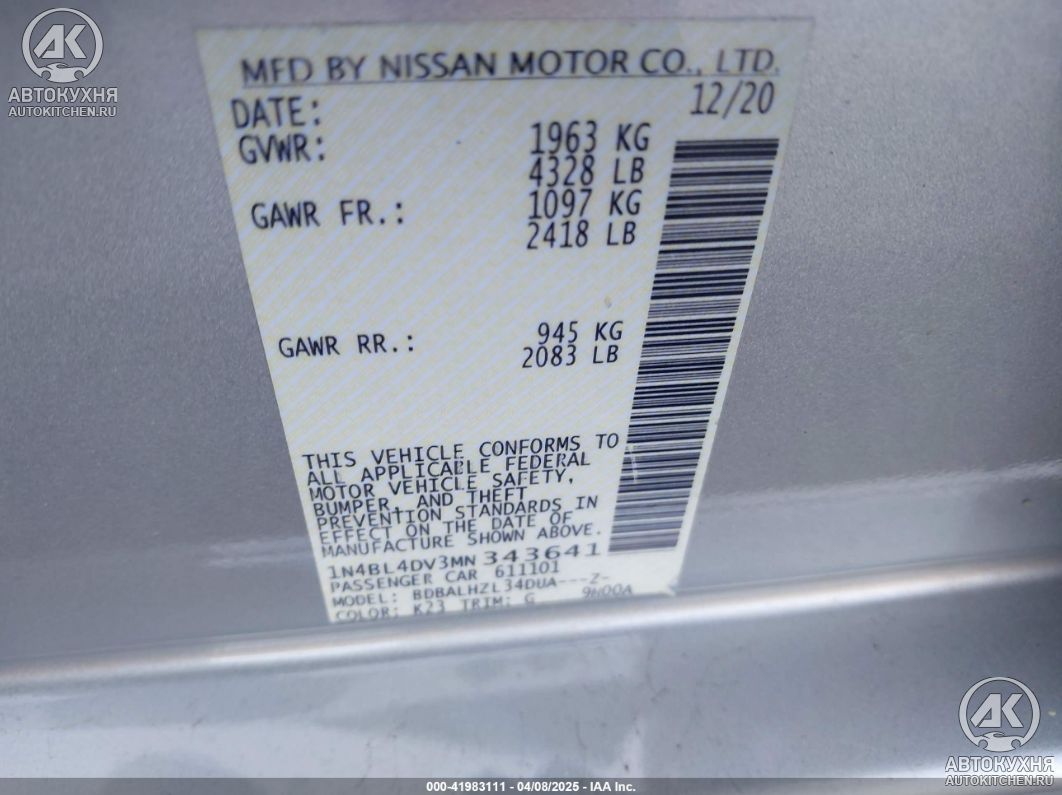 AK
АВТОКУХНЯ
AUTOKITCHEN.RU
MFD BY NISSAN MOTOR CO., LTD.
DATE: 12/20
GVWR: 1963 KG
4328 LB
GAWR FR.: 1097 KG
2418 LB
GAWR RR.: 945 KG
2083 LB
THIS VEHICLE CONFORMS TO
ALL APPLICABLE FEDERAL
MOTOR VEHICLE SAFETY,
BUMPER, AND THEFT
PREVENTION STANDARDS IN
EFFECT ON THE DATE OF
MANUFACTURE SHOWN ABOVE.
1N4BL4DV3MN 343641
PASSENGER CAR 611101
MODEL: BDBALHZL34DUA---Z-
COLOR: K23 TRIM: G 9H00A
AK
АВТОКУХНЯ
AUTOKITCHEN.RU
000-41983111 - 04/08/2025 - IAA Inc.